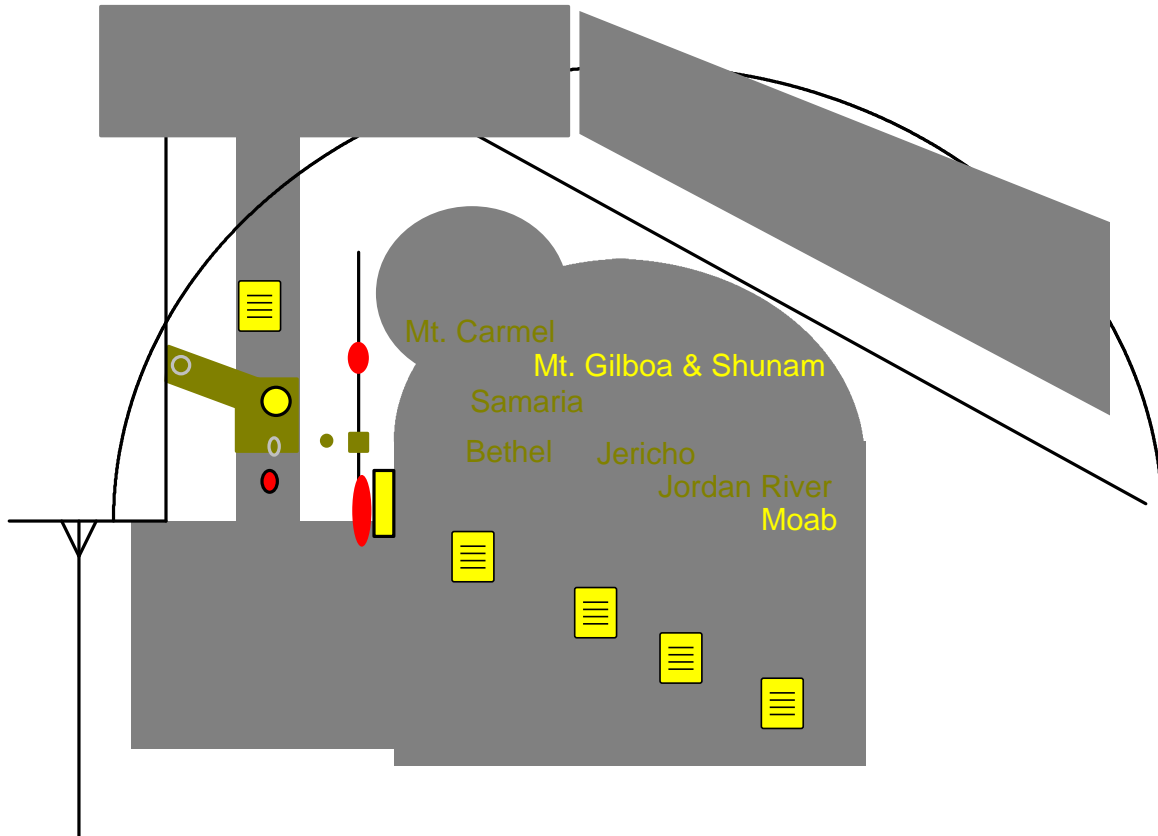 Mt. Carmel
Mt. Gilboa & Shunam
Samaria
Bethel
Jericho
Jordan River
Moab